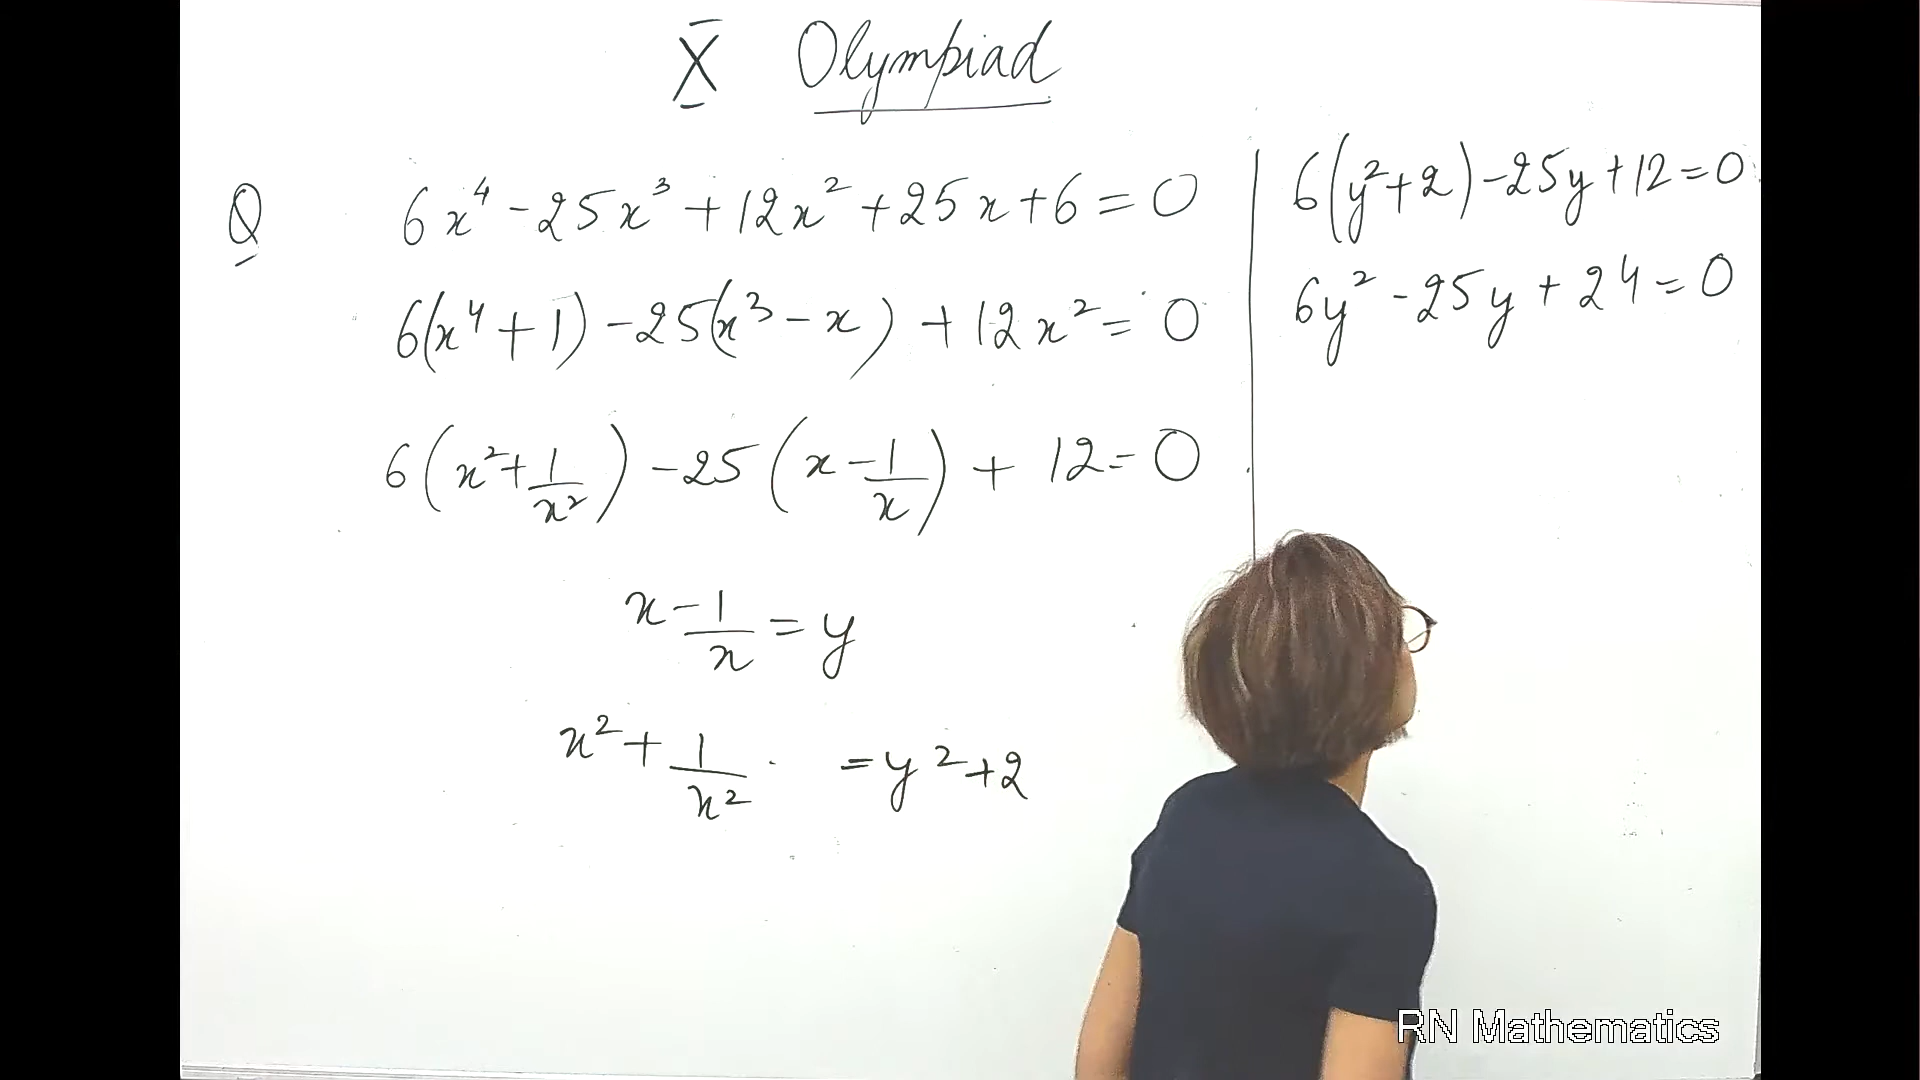 X Olympiad
Q 6x⁴ - 25x³ + 12x² + 25x + 6 = 0
6(x⁴ + 1) - 25(x³ - x) + 12x² = 0
6(x² + 1/x²) - 25(x - 1/x) + 12 = 0
x - 1/x = y
x² + 1/x² = y² + 2
6(y² + 2) - 25y + 12 = 0
6y² - 25y + 24 = 0
RN Mathematics